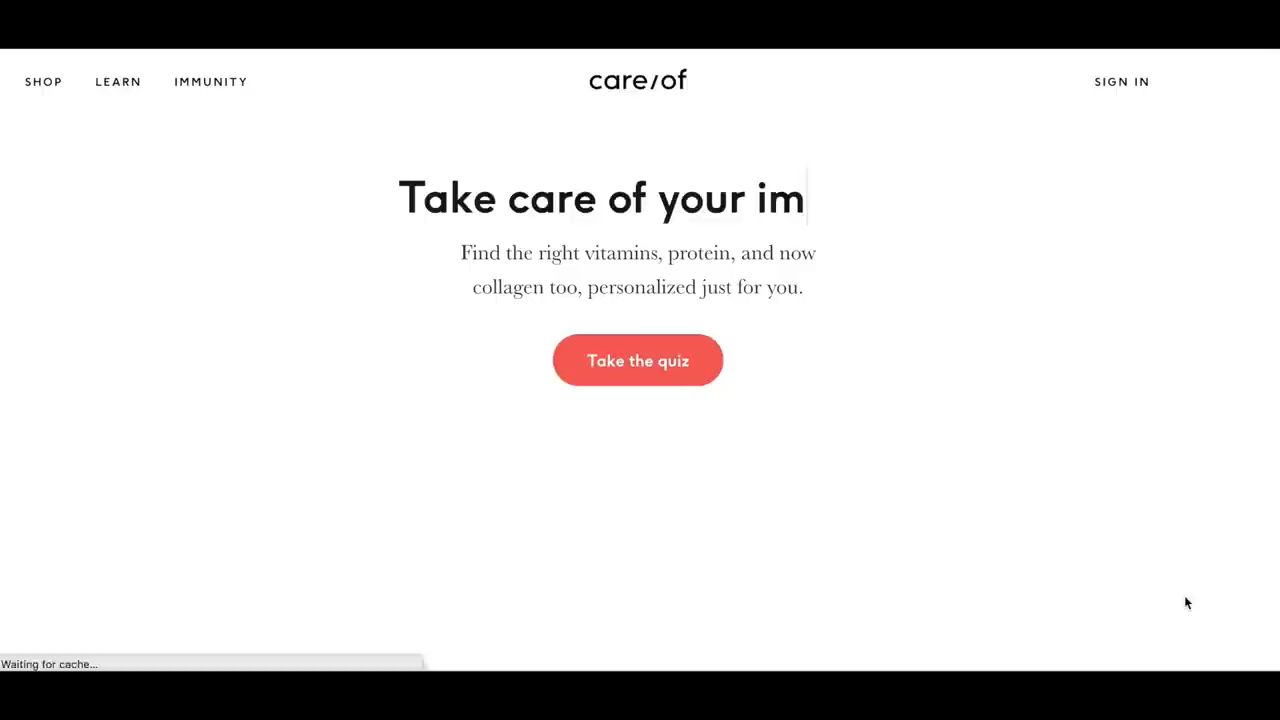 SHOP LEARN IMMUNITY care/of SIGN IN
Take care of your im
Find the right vitamins, protein, and now
collagen too, personalized just for you.
Take the quiz
Waiting for cache...